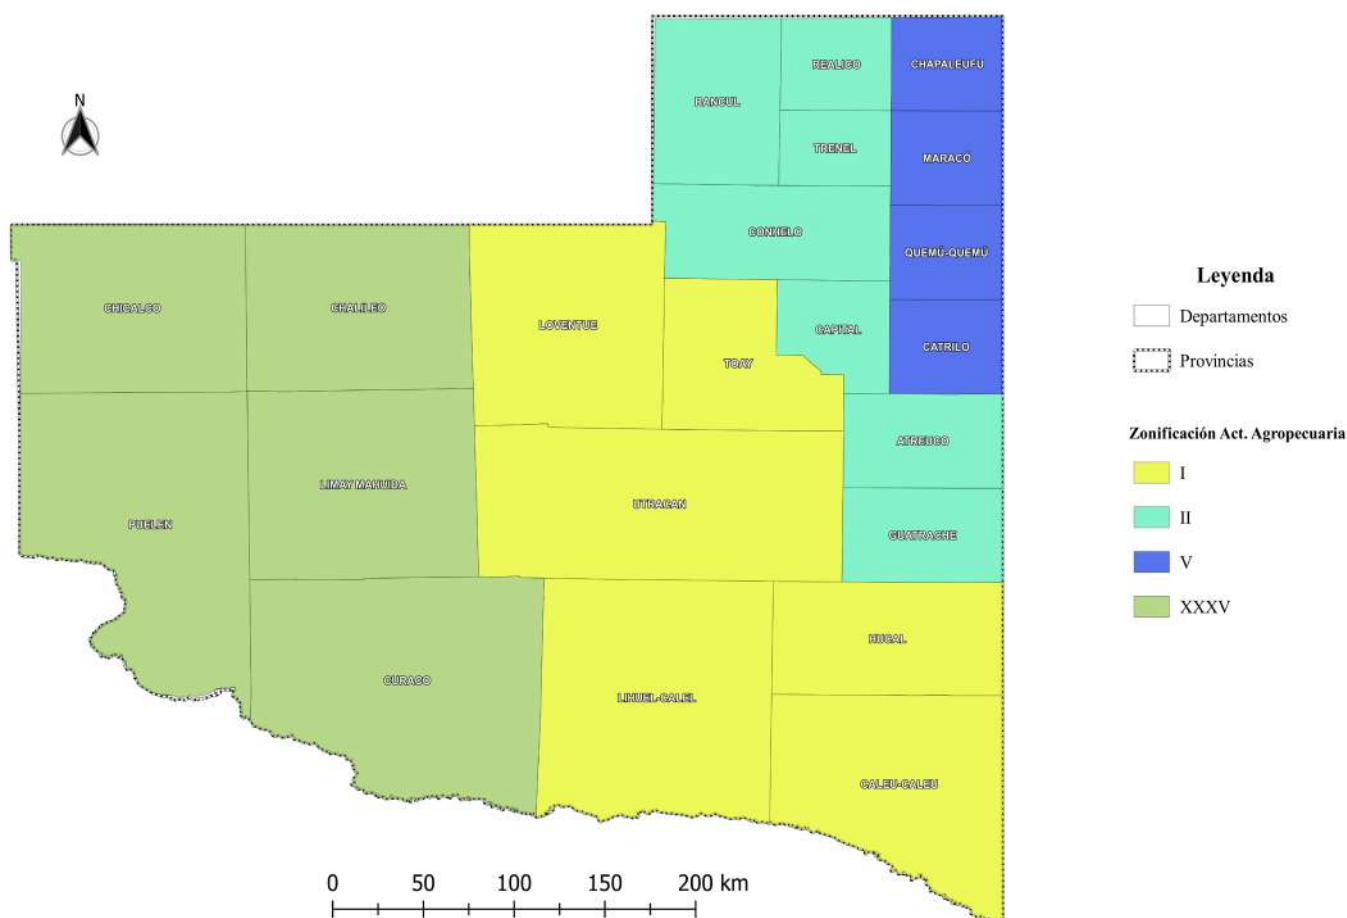 N
RANCUL
REALICO
CHAPALEUFU
TRENEL
MARACÓ
CONHELO
QUEMÚ-QUEMÚ
CHICALCO
CHALILEO
LOVENTUE
CAPITAL
CATRILO
TOAY
ATREUCO
LIMAY MAHUIDA
UTRACAN
PUELEN
GUATRACHE
HUCAL
CURACO
LIHUEL-CALEL
CALEU-CALEU
0 50 100 150 200 km
Leyenda
Departamentos
Provincias
Zonificación Act. Agropecuaria
I
II
V
XXXV